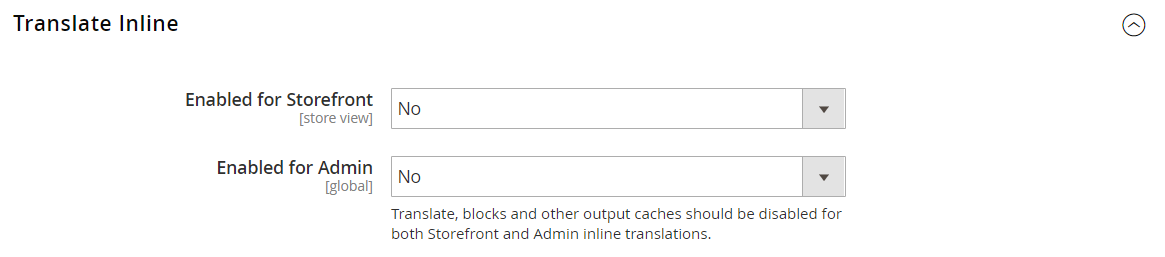 Translate Inline
Enabled for Storefront
[store view]
No
Enabled for Admin
[global]
No
Translate, blocks and other output caches should be disabled for
both Storefront and Admin inline translations.